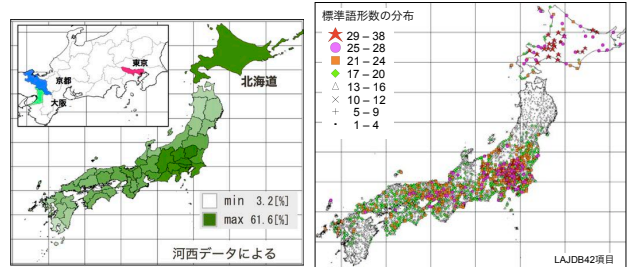 東京
京都
大阪
北海道
min 3.2[%]
max 61.6[%]
河西データによる
標準語形数の分布
29 – 38
25 – 28
21 – 24
17 – 20
13 – 16
10 – 12
5 – 9
1 – 4
LAJDB42項目